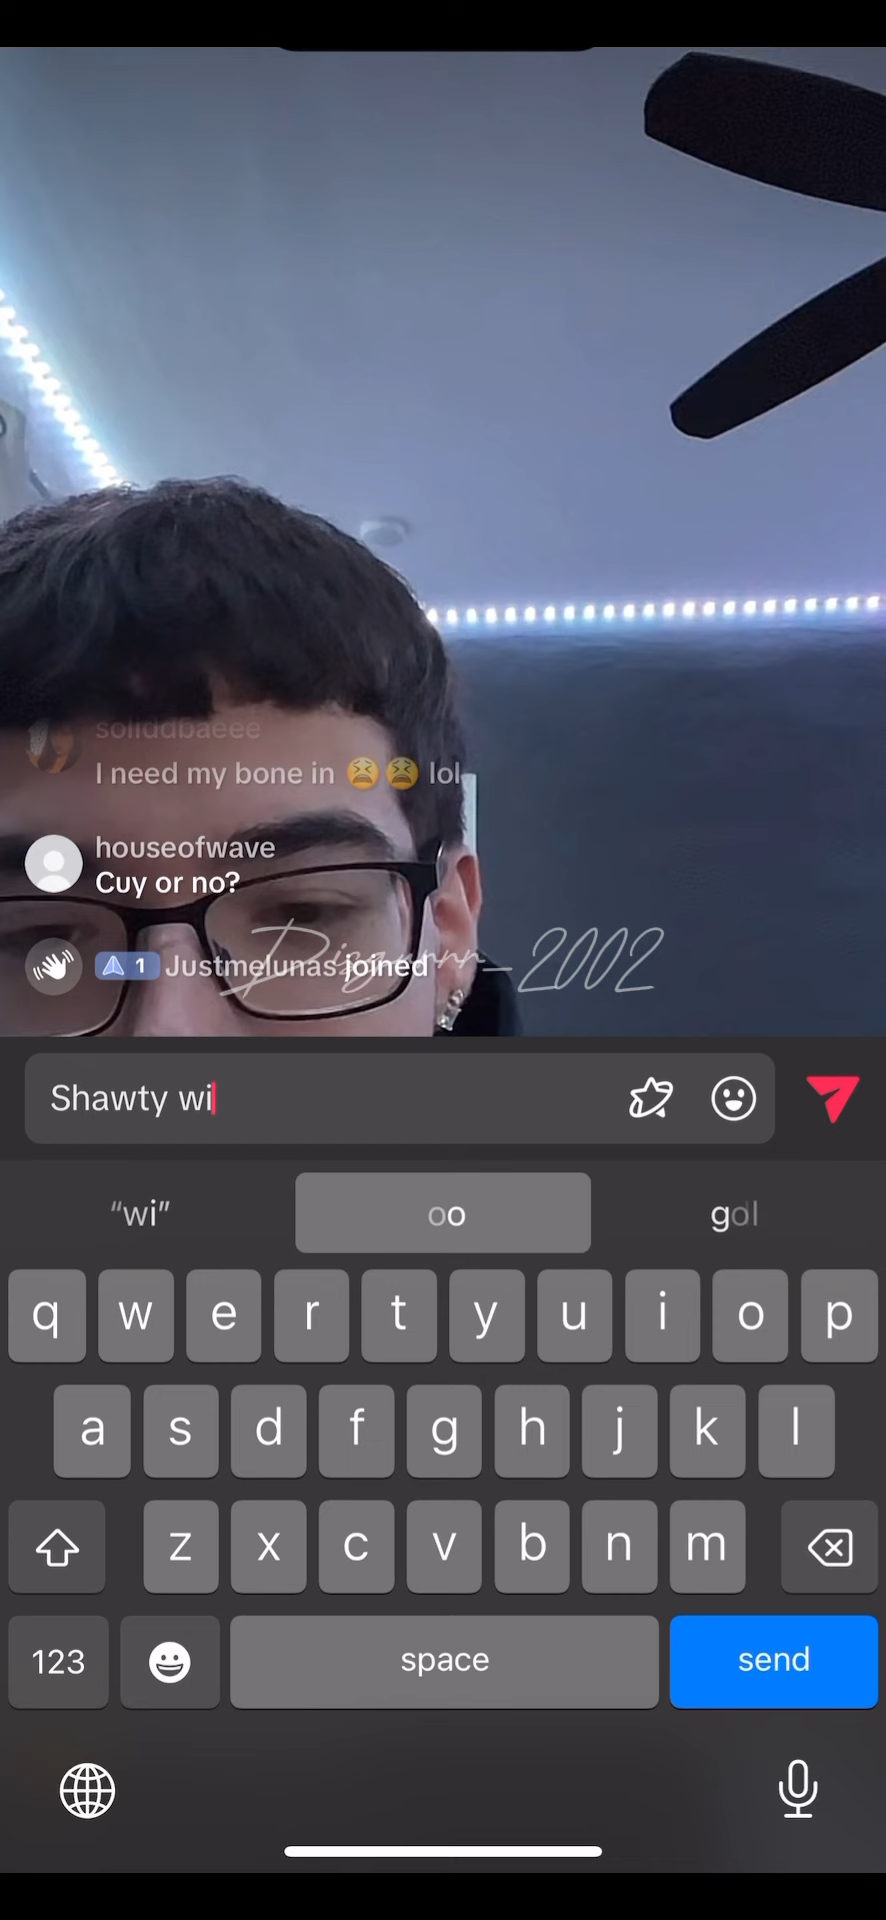 soliddbaeee
I need my bone in 😫😫 lol
houseofwave
Cuy or no?
1 Justmelunas joined
_2002
Shawty wi
“wi” oo gol
q w e r t y u i o p
a s d f g h j k l
z x c v b n m
123 space send